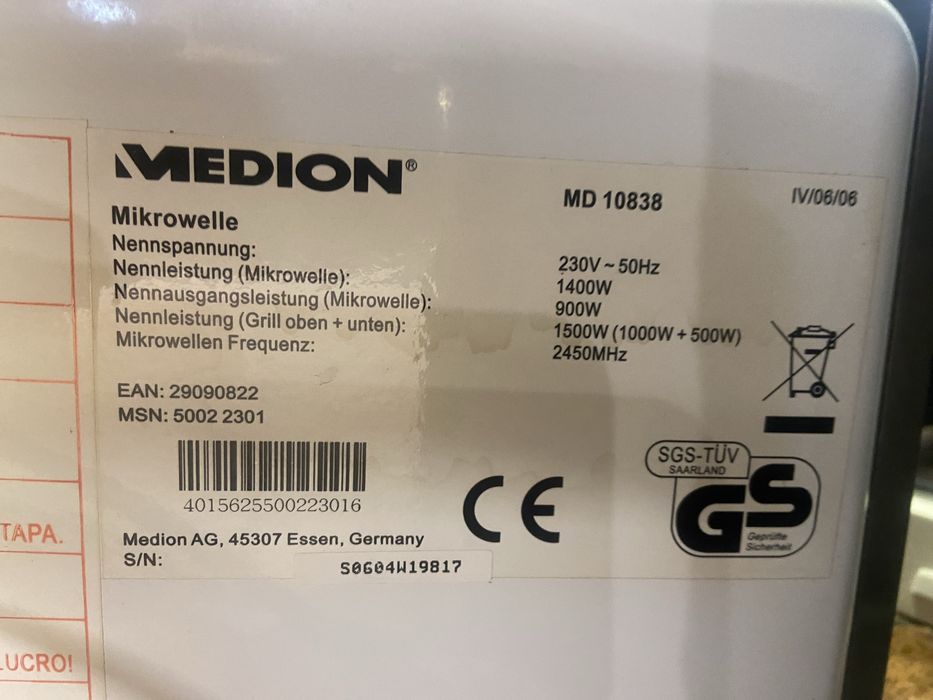 MEDION®
MD 10838
IV/06/06
Mikrowelle
Nennspannung: 230V ~ 50Hz
Nennleistung (Mikrowelle): 1400W
Nennausgangsleistung (Mikrowelle): 900W
Nennleistung (Grill oben + unten): 1500W (1000W + 500W)
Mikrowellen Frequenz: 2450MHz
EAN: 29090822
MSN: 5002 2301
4015625500223016
CE
SGS-TÜV
SAARLAND
GS
Geprüfte
Sicherheit
Medion AG, 45307 Essen, Germany
S/N: S0604W19817
TAPA.
LUCRO!